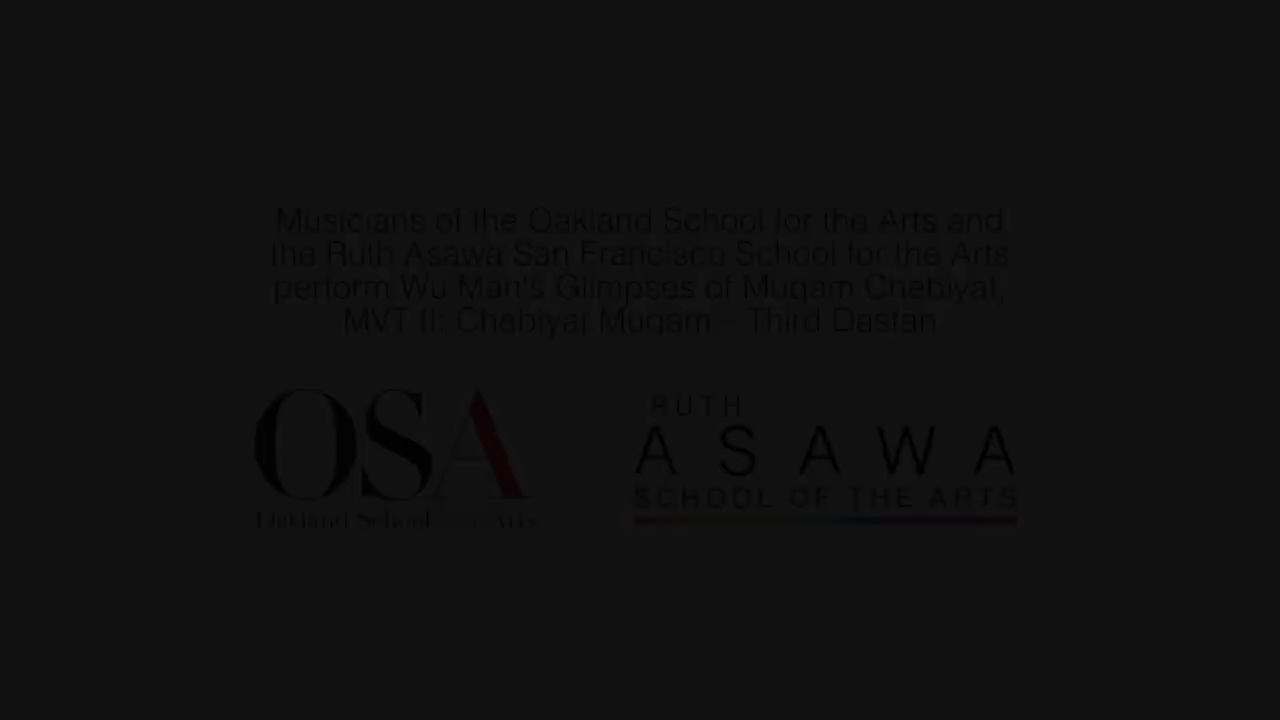 Musicians of the Oakland School for the Arts and
the Ruth Asawa San Francisco School for the Arts
perform Wu Man's Glimpses of Muqam Chebiyat,
MVT II: Chebiyat Muqam - Third Dastan
OSA
Oakland School for the Arts
RUTH
ASAWA
SCHOOL OF THE ARTS